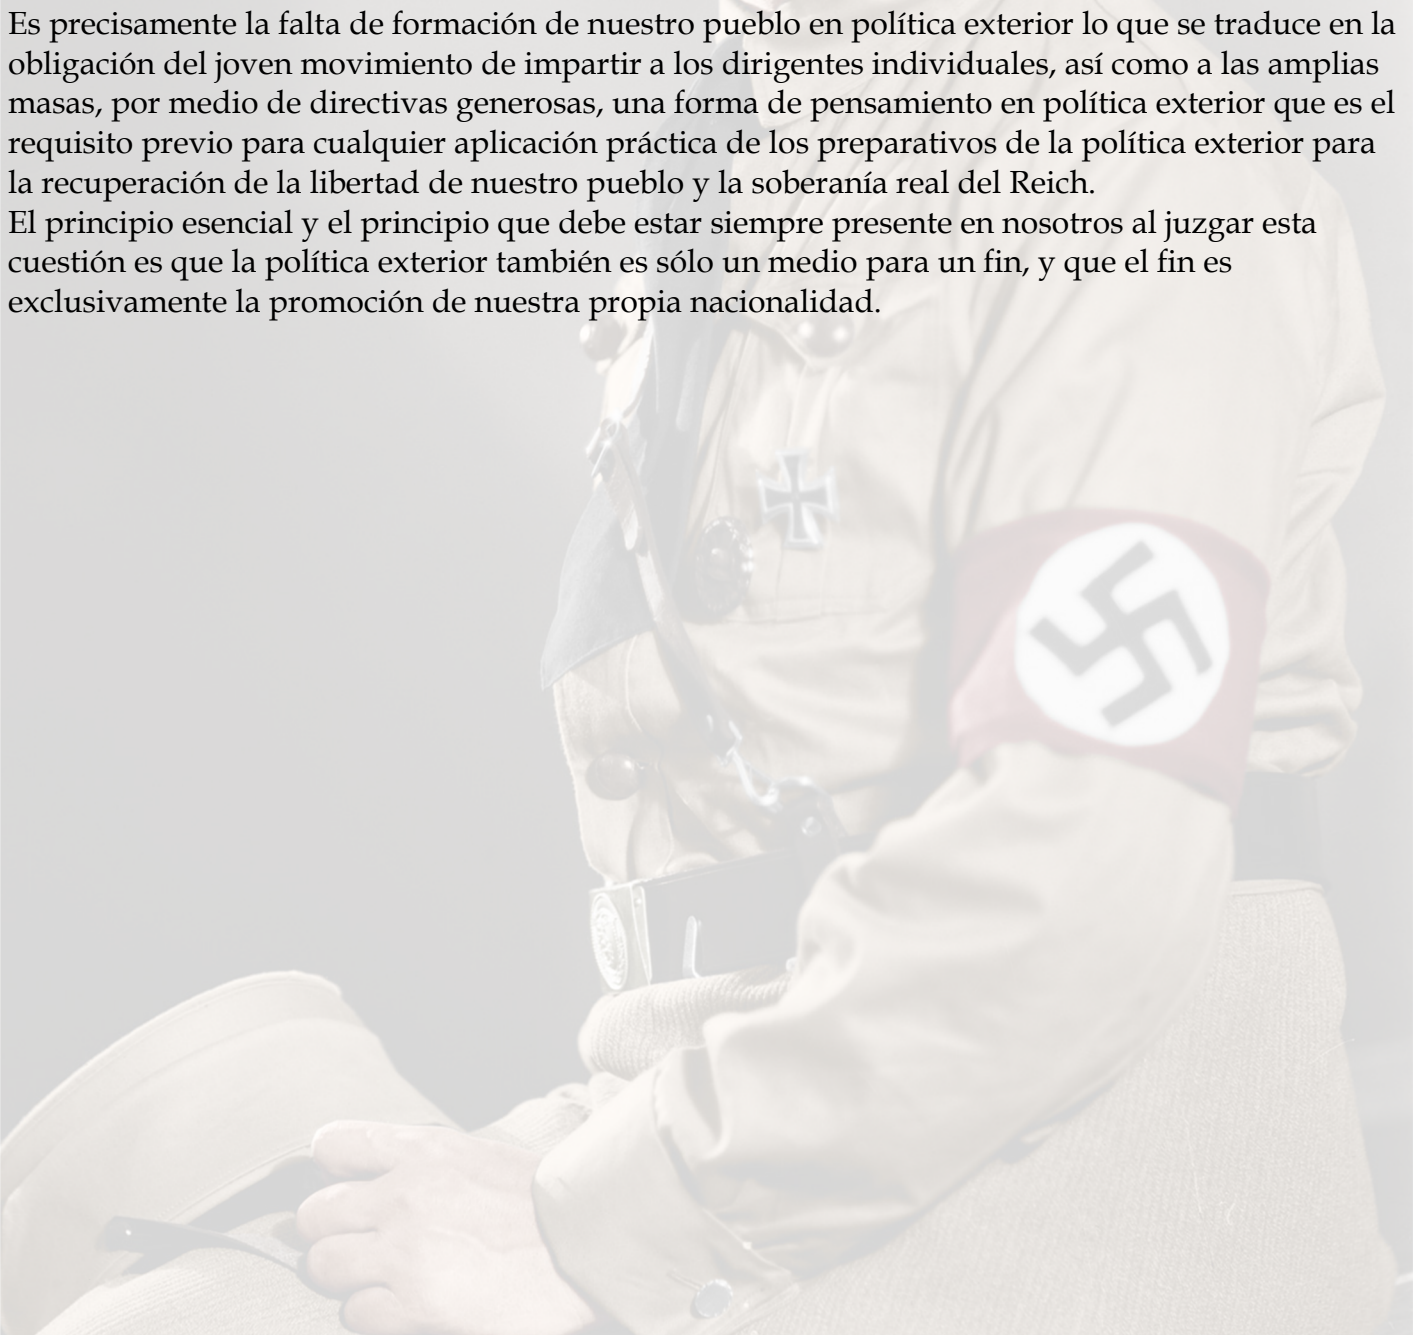 Es precisamente la falta de formación de nuestro pueblo en política exterior lo que se traduce en la
obligación del joven movimiento de impartir a los dirigentes individuales, así como a las amplias
masas, por medio de directivas generosas, una forma de pensamiento en política exterior que es el
requisito previo para cualquier aplicación práctica de los preparativos de la política exterior para
la recuperación de la libertad de nuestro pueblo y la soberanía real del Reich.
El principio esencial y el principio que debe estar siempre presente en nosotros al juzgar esta
cuestión es que la política exterior también es sólo un medio para un fin, y que el fin es
exclusivamente la promoción de nuestra propia nacionalidad.